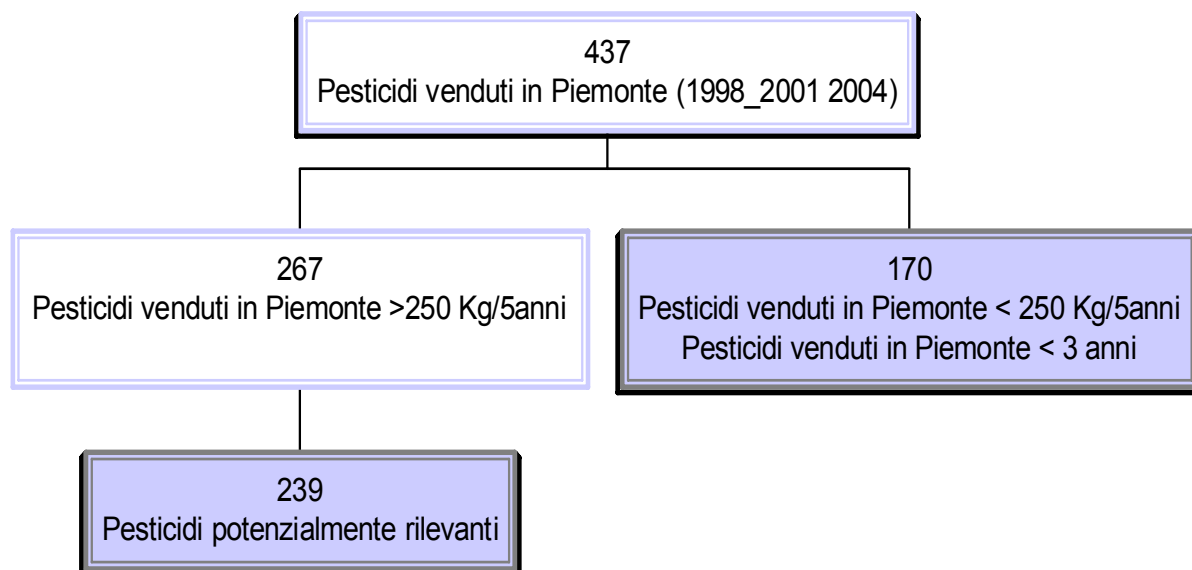 437
Pesticidi venduti in Piemonte (1998_2001 2004)
267
Pesticidi venduti in Piemonte >250 Kg/5anni
170
Pesticidi venduti in Piemonte < 250 Kg/5anni
Pesticidi venduti in Piemonte < 3 anni
239
Pesticidi potenzialmente rilevanti